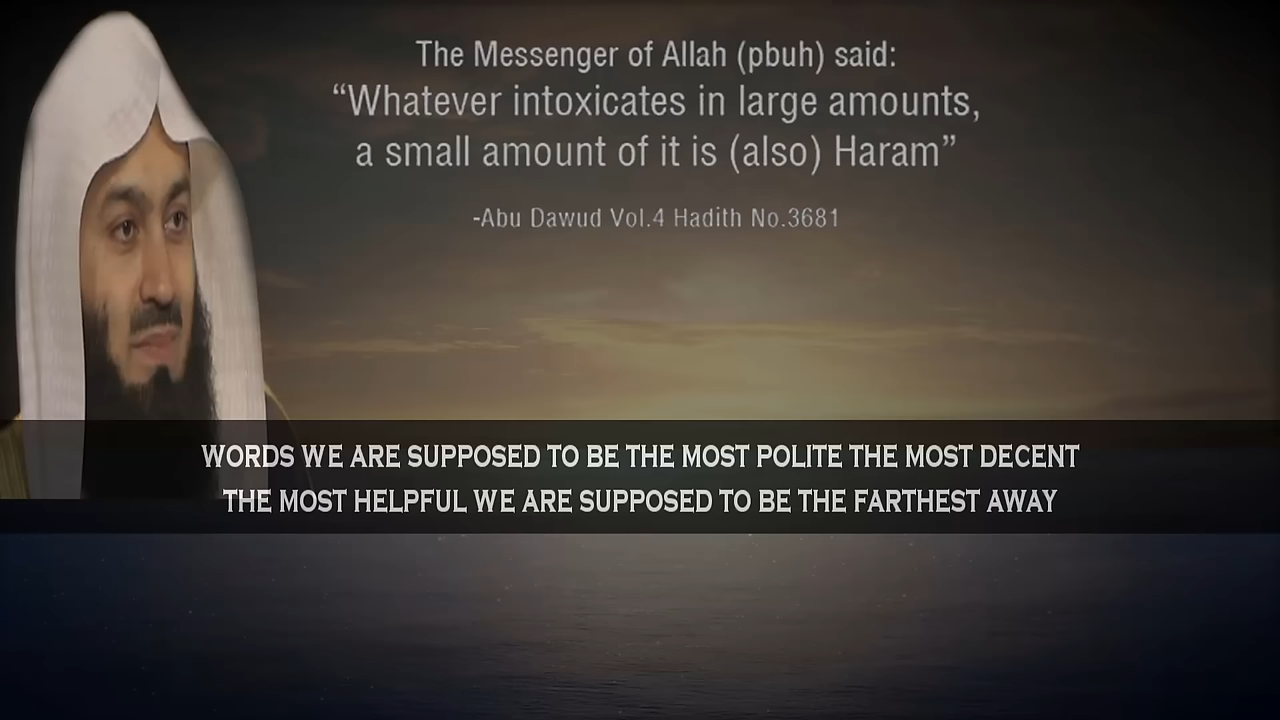 The Messenger of Allah (pbuh) said:
“Whatever intoxicates in large amounts,
a small amount of it is (also) Haram”
-Abu Dawud Vol.4 Hadith No.3681
WORDS WE ARE SUPPOSED TO BE THE MOST POLITE THE MOST DECENT
THE MOST HELPFUL WE ARE SUPPOSED TO BE THE FARTHEST AWAY